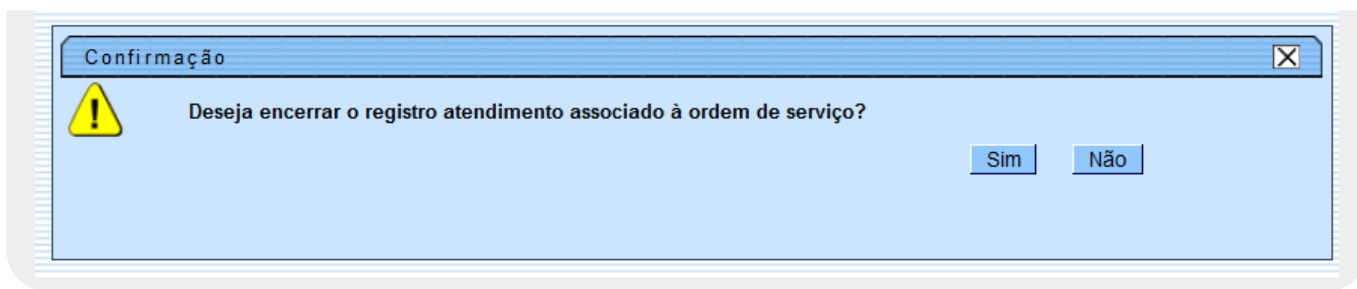 Confirmação
Deseja encerrar o registro atendimento associado à ordem de serviço?
Sim Não